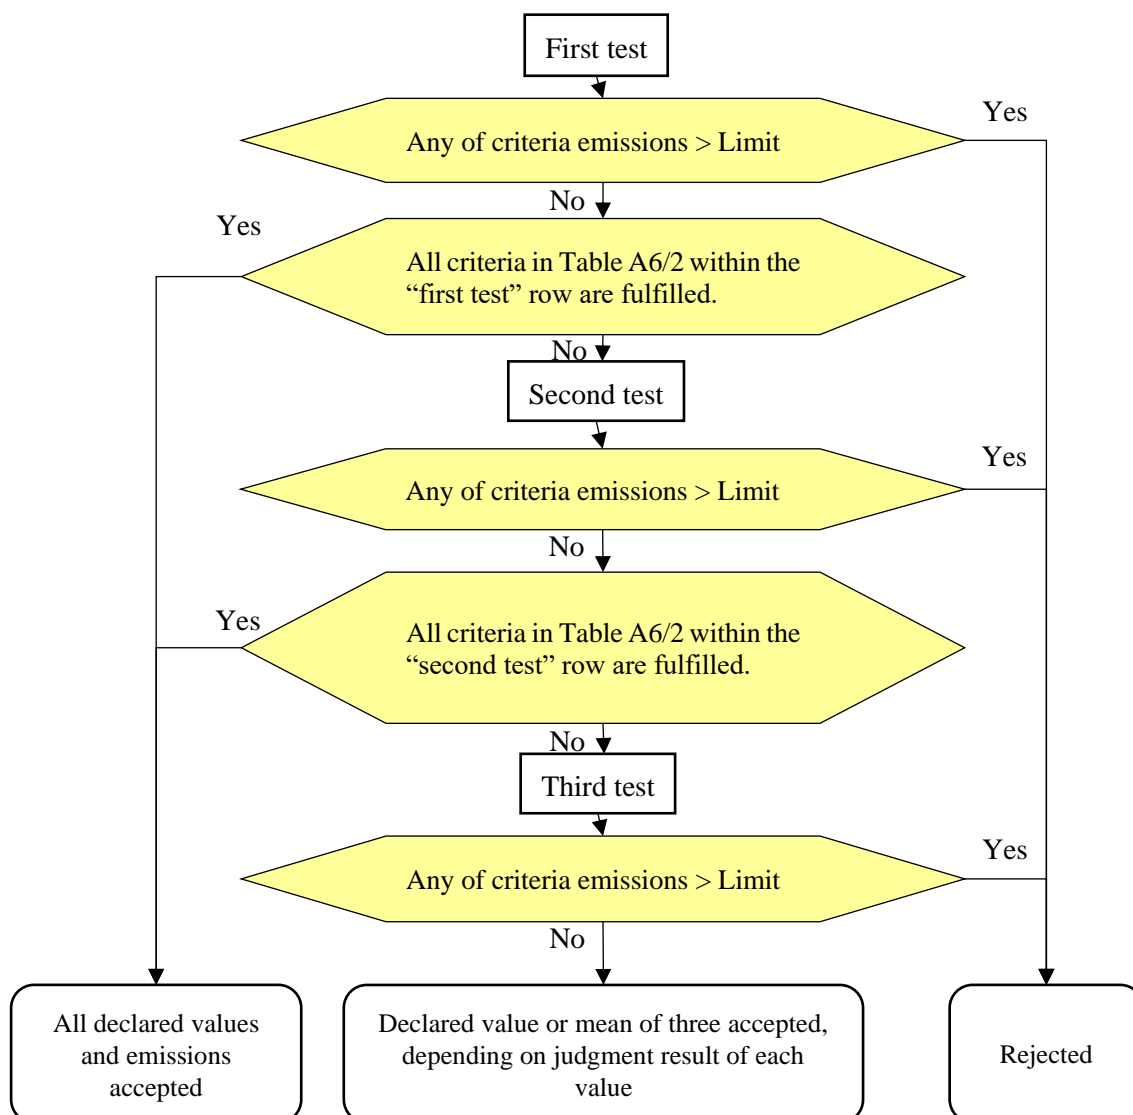 First test
Yes
Any of criteria emissions > Limit
No
Yes
All criteria in Table A6/2 within the
“first test” row are fulfilled.
No
Second test
Yes
Any of criteria emissions > Limit
No
Yes
All criteria in Table A6/2 within the
“second test” row are fulfilled.
No
Third test
Yes
Any of criteria emissions > Limit
No
All declared values
and emissions
accepted
Declared value or mean of three accepted,
depending on judgment result of each
value
Rejected